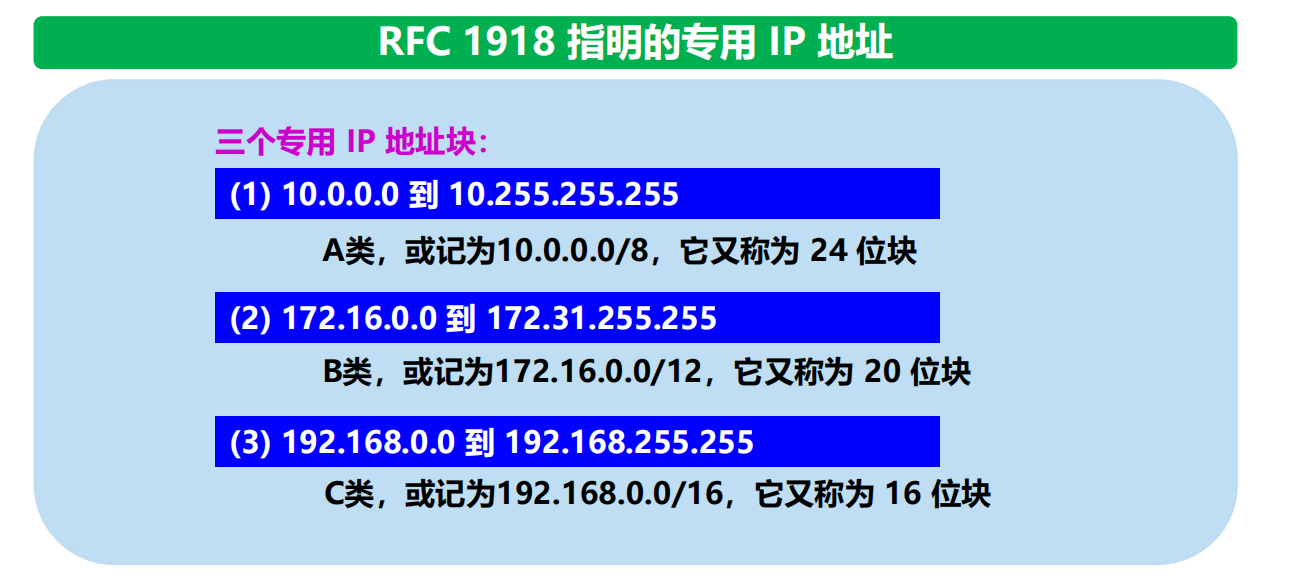 RFC 1918 指明的专用 IP 地址
三个专用 IP 地址块：
(1) 10.0.0.0 到 10.255.255.255
A类，或记为10.0.0.0/8，它又称为 24 位块
(2) 172.16.0.0 到 172.31.255.255
B类，或记为172.16.0.0/12，它又称为 20 位块
(3) 192.168.0.0 到 192.168.255.255
C类，或记为192.168.0.0/16，它又称为 16 位块